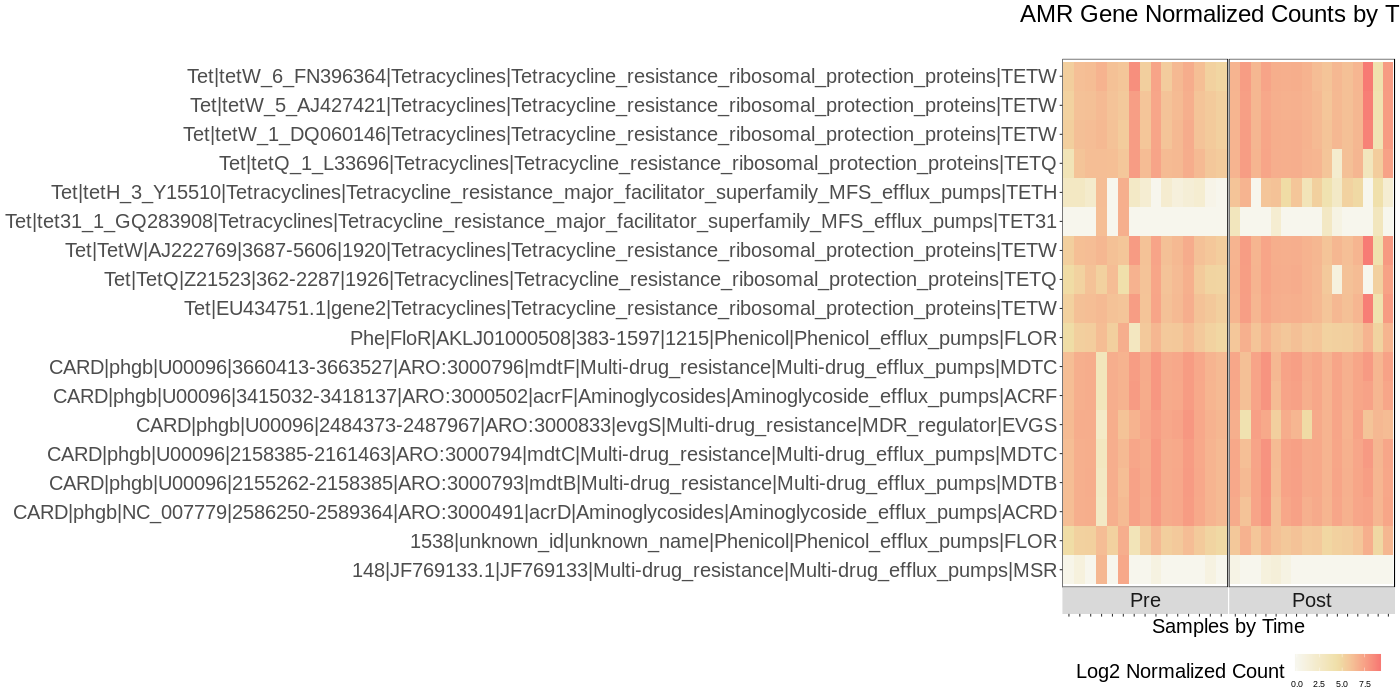 AMR Gene Normalized Counts by T
Tet|tetW_6_FN396364|Tetracyclines|Tetracycline_resistance_ribosomal_protection_proteins|TETW
Tet|tetW_5_AJ427421|Tetracyclines|Tetracycline_resistance_ribosomal_protection_proteins|TETW
Tet|tetW_1_DQ060146|Tetracyclines|Tetracycline_resistance_ribosomal_protection_proteins|TETW
Tet|tetQ_1_L33696|Tetracyclines|Tetracycline_resistance_ribosomal_protection_proteins|TETQ
Tet|tetH_3_Y15510|Tetracyclines|Tetracycline_resistance_major_facilitator_superfamily_MFS_efflux_pumps|TETH
Tet|tet31_1_GQ283908|Tetracyclines|Tetracycline_resistance_major_facilitator_superfamily_MFS_efflux_pumps|TET31
Tet|TetW|AJ222769|3687-5606|1920|Tetracyclines|Tetracycline_resistance_ribosomal_protection_proteins|TETW
Tet|TetQ|Z21523|362-2287|1926|Tetracyclines|Tetracycline_resistance_ribosomal_protection_proteins|TETQ
Tet|EU434751.1|gene2|Tetracyclines|Tetracycline_resistance_ribosomal_protection_proteins|TETW
Phe|FloR|AKLJ01000508|383-1597|1215|Phenicol|Phenicol_efflux_pumps|FLOR
CARD|phgb|U00096|3660413-3663527|ARO:3000796|mdtF|Multi-drug_resistance|Multi-drug_efflux_pumps|MDTC
CARD|phgb|U00096|3415032-3418137|ARO:3000502|acrF|Aminoglycosides|Aminoglycoside_efflux_pumps|ACRF
CARD|phgb|U00096|2484373-2487967|ARO:3000833|evgS|Multi-drug_resistance|MDR_regulator|EVGS
CARD|phgb|U00096|2158385-2161463|ARO:3000794|mdtC|Multi-drug_resistance|Multi-drug_efflux_pumps|MDTC
CARD|phgb|U00096|2155262-2158385|ARO:3000793|mdtB|Multi-drug_resistance|Multi-drug_efflux_pumps|MDTB
CARD|phgb|NC_007779|2586250-2589364|ARO:3000491|acrD|Aminoglycosides|Aminoglycoside_efflux_pumps|ACRD
1538|unknown_id|unknown_name|Phenicol|Phenicol_efflux_pumps|FLOR
148|JF769133.1|JF769133|Multi-drug_resistance|Multi-drug_efflux_pumps|MSR
Pre Post
Samples by Time
Log2 Normalized Count
0.0 2.5 5.0 7.5